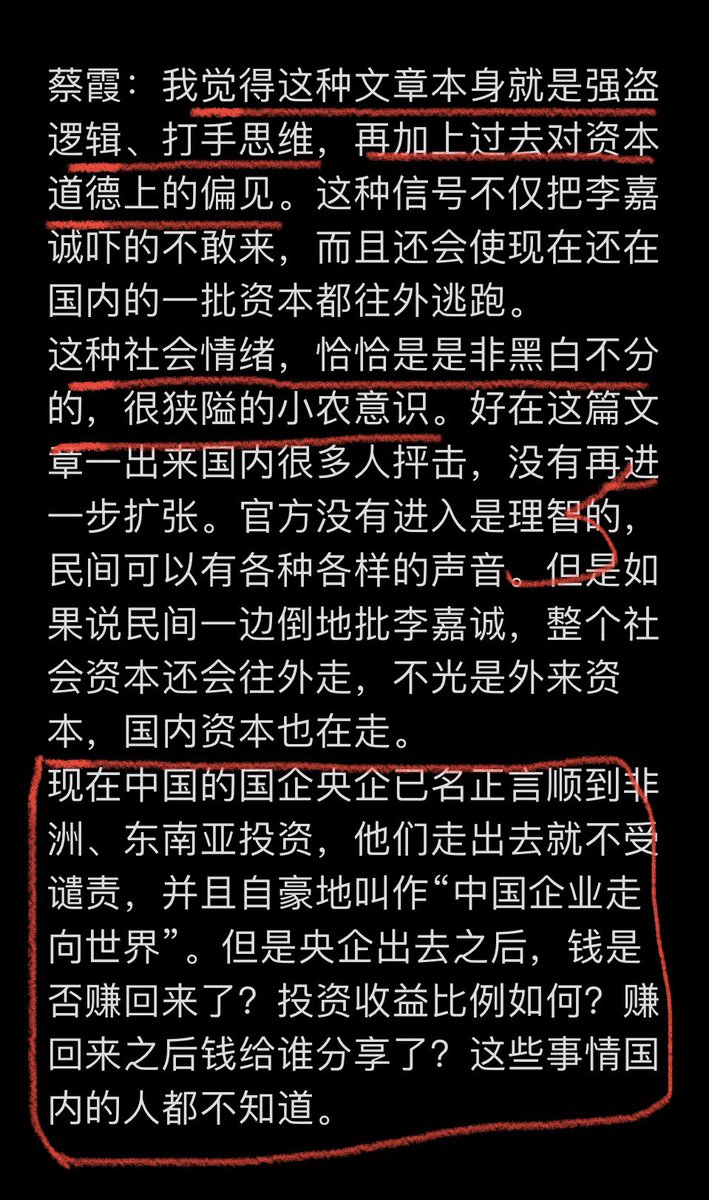 蔡霞：我觉得这种文章本身就是强盗
逻辑、打手思维，再加上过去对资本
道德上的偏见。这种信号不仅把李嘉
诚吓的不敢来，而且还会使现在还在
国内的一批资本都往外逃跑。
这种社会情绪，恰恰是是非黑白不分
的，很狭隘的小农意识。好在这篇文
章一出来国内很多人抨击，没有再进
一步扩张。官方没有进入是理智的，
民间可以有各种各样的声音。但是如
果说民间一边倒地批李嘉诚，整个社
会资本还会往外走，不光是外来资
本，国内资本也在走。
现在中国的国企央企已名正言顺到非
洲、东南亚投资，他们走出去就不受
谴责，并且自豪地叫作“中国企业走
向世界”。但是央企出去之后，钱是
否赚回来了？投资收益比例如何？赚
回来之后钱给谁分享了？这些事情国
内的人都不知道。